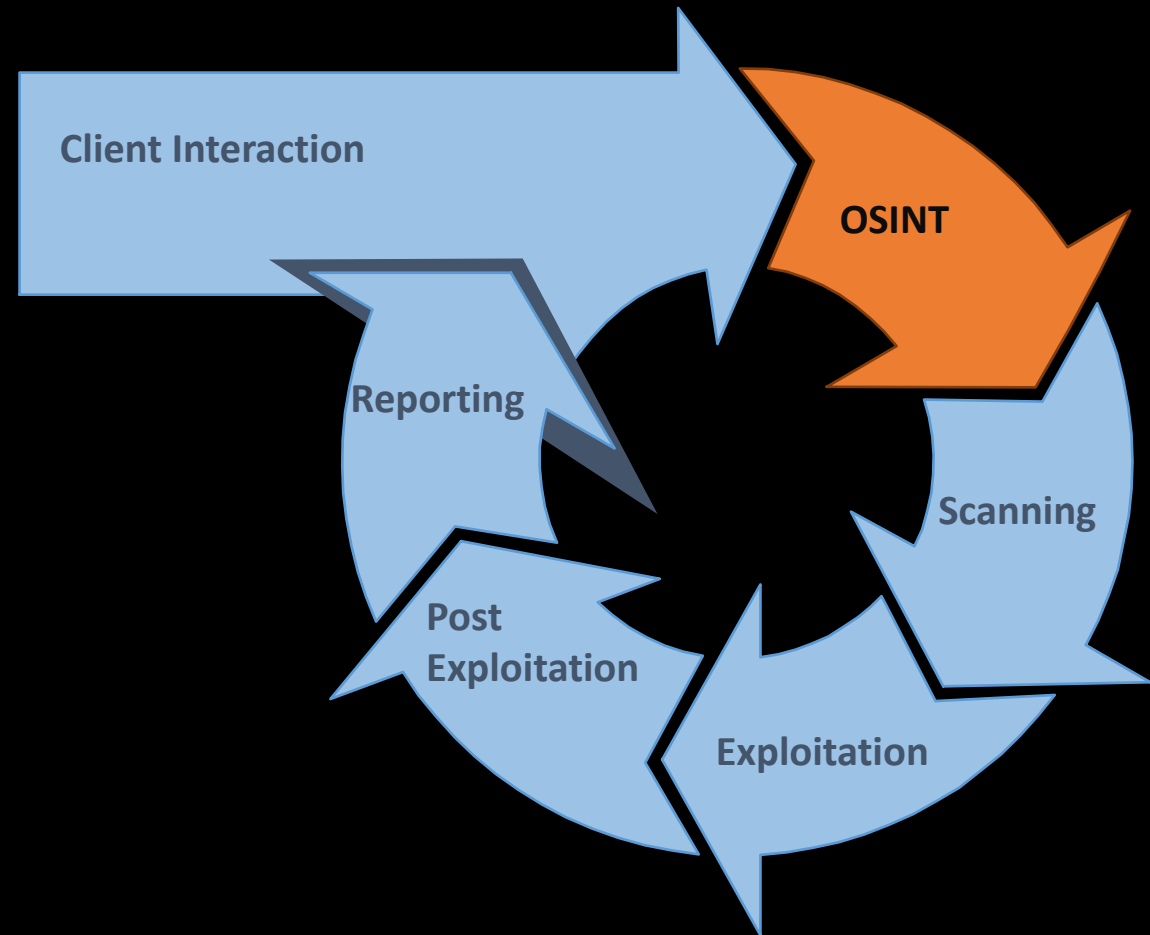 Client Interaction
OSINT
Scanning
Exploitation
Post
Exploitation
Reporting